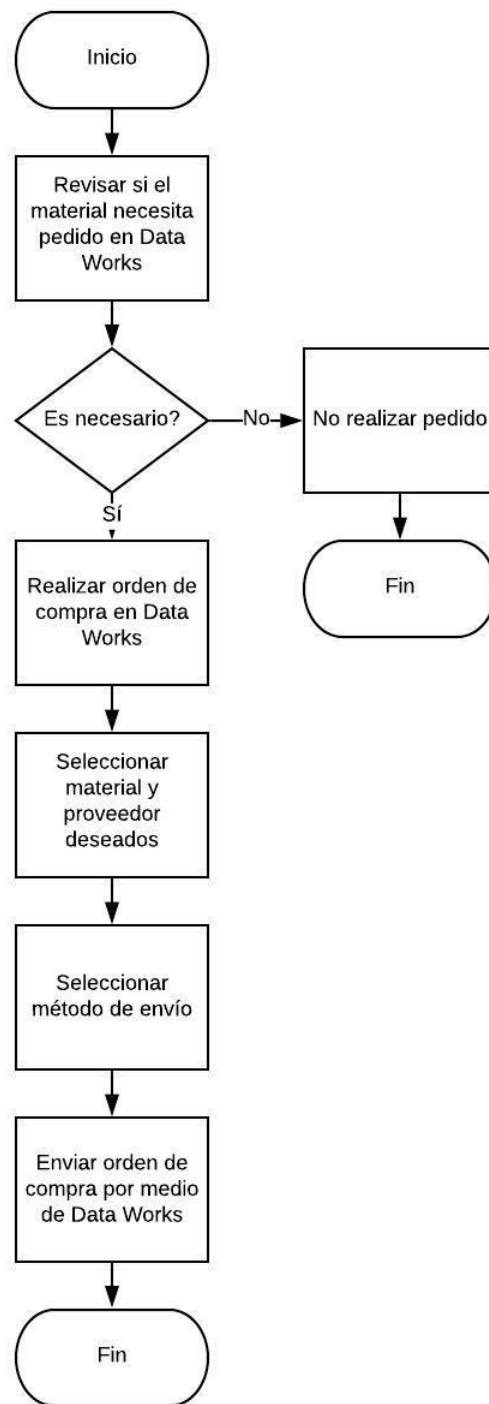 Inicio
Revisar si el
material necesita
pedido en Data
Works
Es necesario?
No
No realizar pedido
Fin
Sí
Realizar orden de
compra en Data
Works
Seleccionar
material y
proveedor
deseados
Seleccionar
método de envío
Enviar orden de
compra por medio
de Data Works
Fin